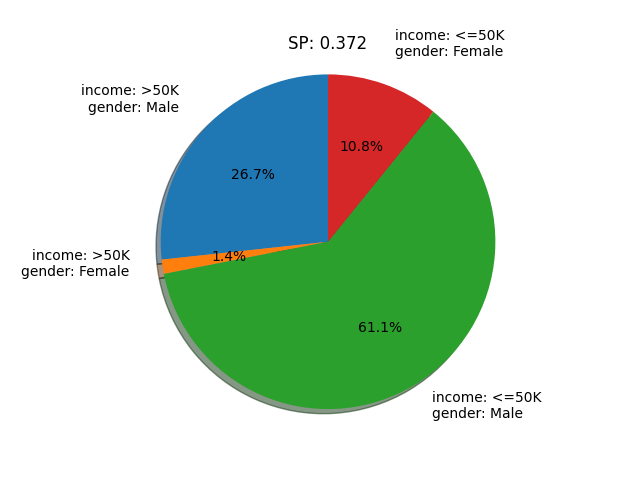 SP: 0.372
income: <=50K
gender: Female
income: >50K
gender: Male
10.8%
26.7%
income: >50K
gender: Female
1.4%
61.1%
income: <=50K
gender: Male